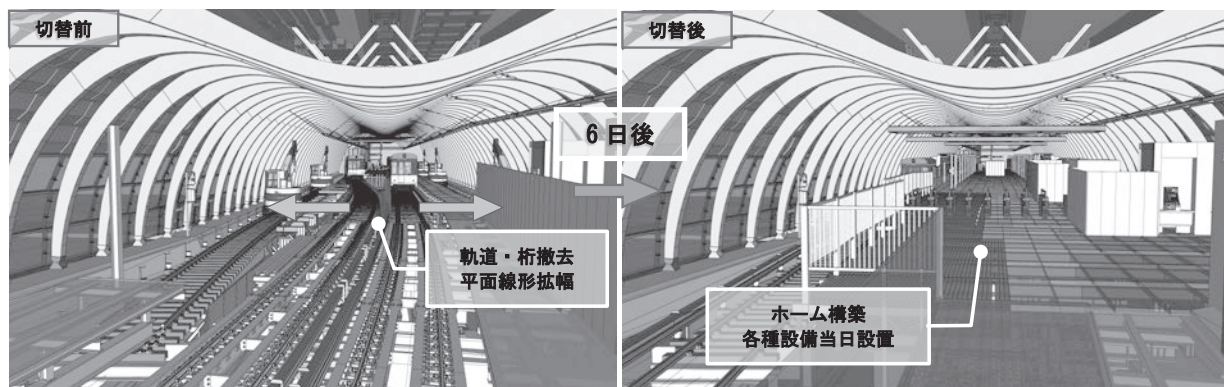 切替前
軌道・桁撤去
平面線形拡幅
6日後
切替後
ホーム構築
各種設備当日設置